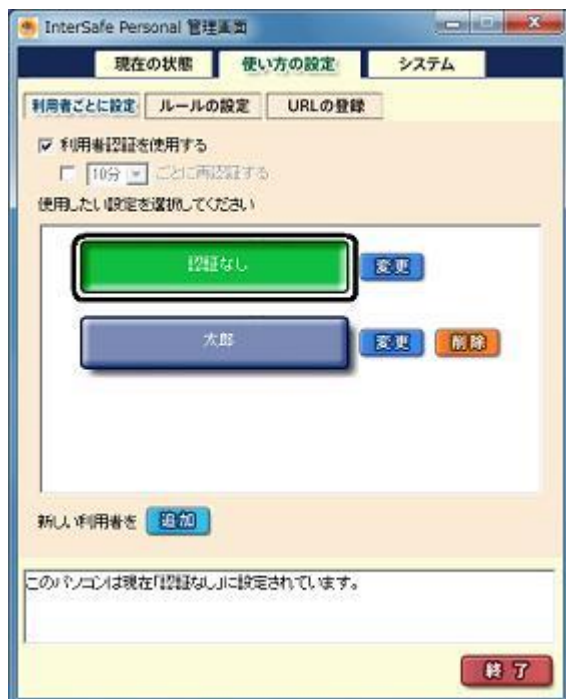 InterSafe Personal 管理画面
現在の状態 使い方の設定 システム
利用者ごとに設定 ルールの設定 URLの登録
利用者認証を使用する
10分 ごとに再認証する
使用したい設定を選択してください
認証なし 変更
太郎 変更 削除
新しい利用者を 追加
このパソコンは現在「認証なし」に設定されています。
終了